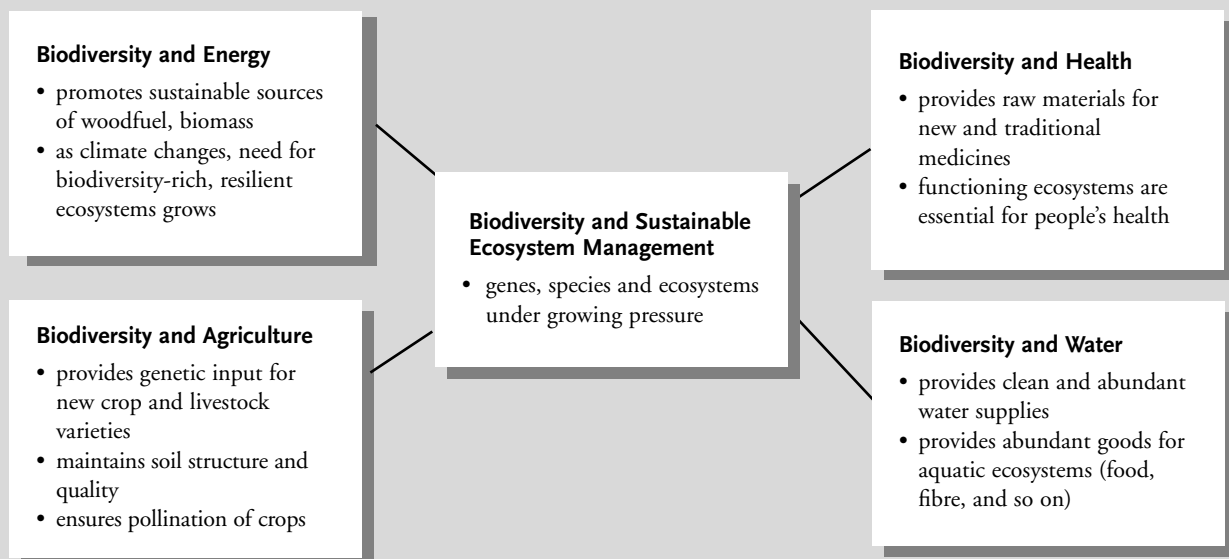 Biodiversity and Energy
• promotes sustainable sources
of woodfuel, biomass
• as climate changes, need for
biodiversity-rich, resilient
ecosystems grows
Biodiversity and Agriculture
• provides genetic input for
new crop and livestock
varieties
• maintains soil structure and
quality
• ensures pollination of crops
Biodiversity and Sustainable
Ecosystem Management
• genes, species and ecosystems
under growing pressure
Biodiversity and Health
• provides raw materials for
new and traditional
medicines
• functioning ecosystems are
essential for people’s health
Biodiversity and Water
• provides clean and abundant
water supplies
• provides abundant goods for
aquatic ecosystems (food,
fibre, and so on)